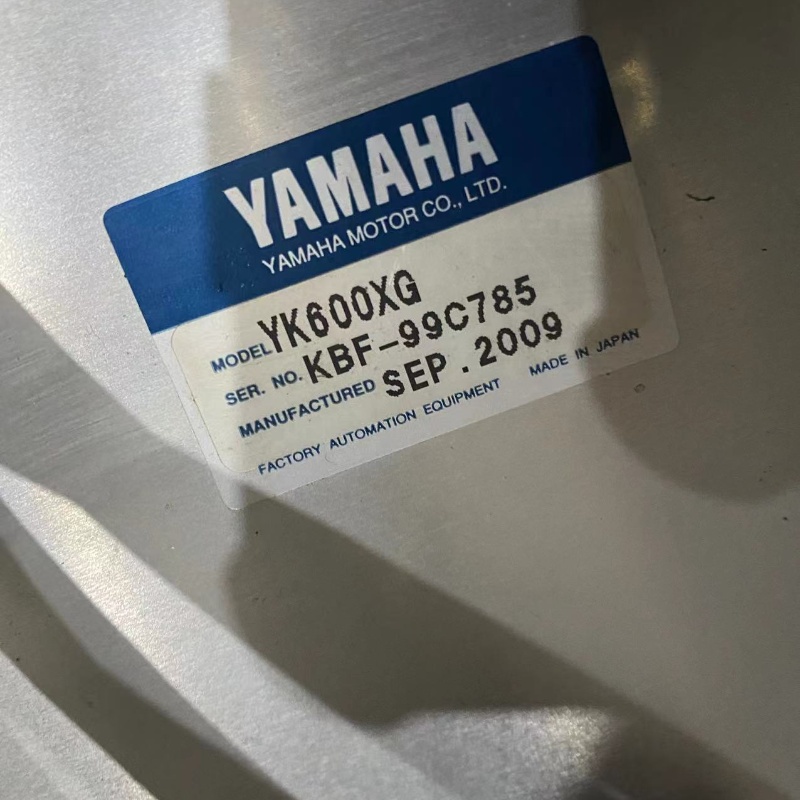 YAMAHA
YAMAHA MOTOR CO., LTD.
MODEL YK600XG
SER. NO. KBF-99C785
MANUFACTURED SEP.2009
FACTORY AUTOMATION EQUIPMENT MADE IN JAPAN